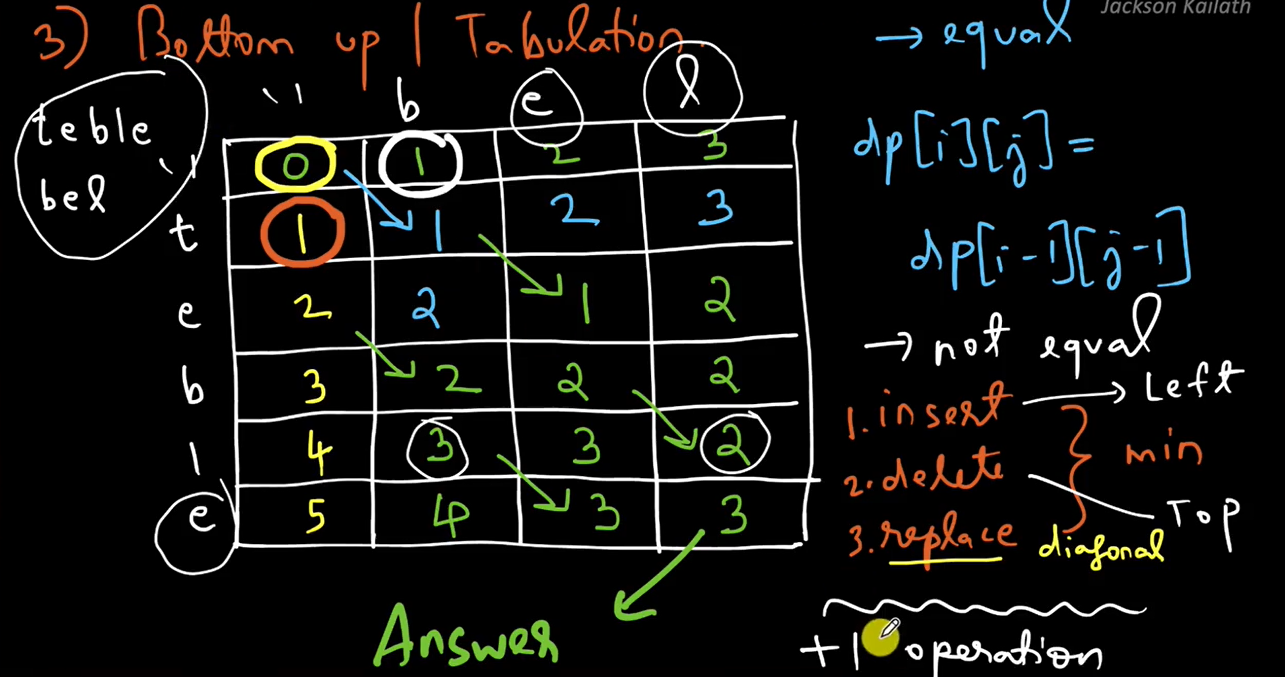 Jackson Kailath
3) Bottom up | Tabulation.
teble
bel
" b e l
" 0 1 2 3
t 1 1 2 3
e 2 2 1 2
b 3 2 2 2
l 4 3 3 2
e 5 4 3 3
Answer
→ equal
dp[i][j] =
dp[i-1][j-1]
→ not equal
1. insert → Left
2. delete Top
3. replace diagonal
} min
+ 1 operation